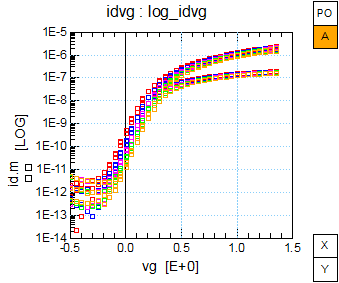 idvg : log_idvg
PO
A
1E-5
1E-6
1E-7
1E-8
1E-9
1E-10
1E-11
1E-12
1E-13
1E-14
id.m [LOG]
-0.5 0.0 0.5 1.0 1.5
vg [E+0]
X
Y